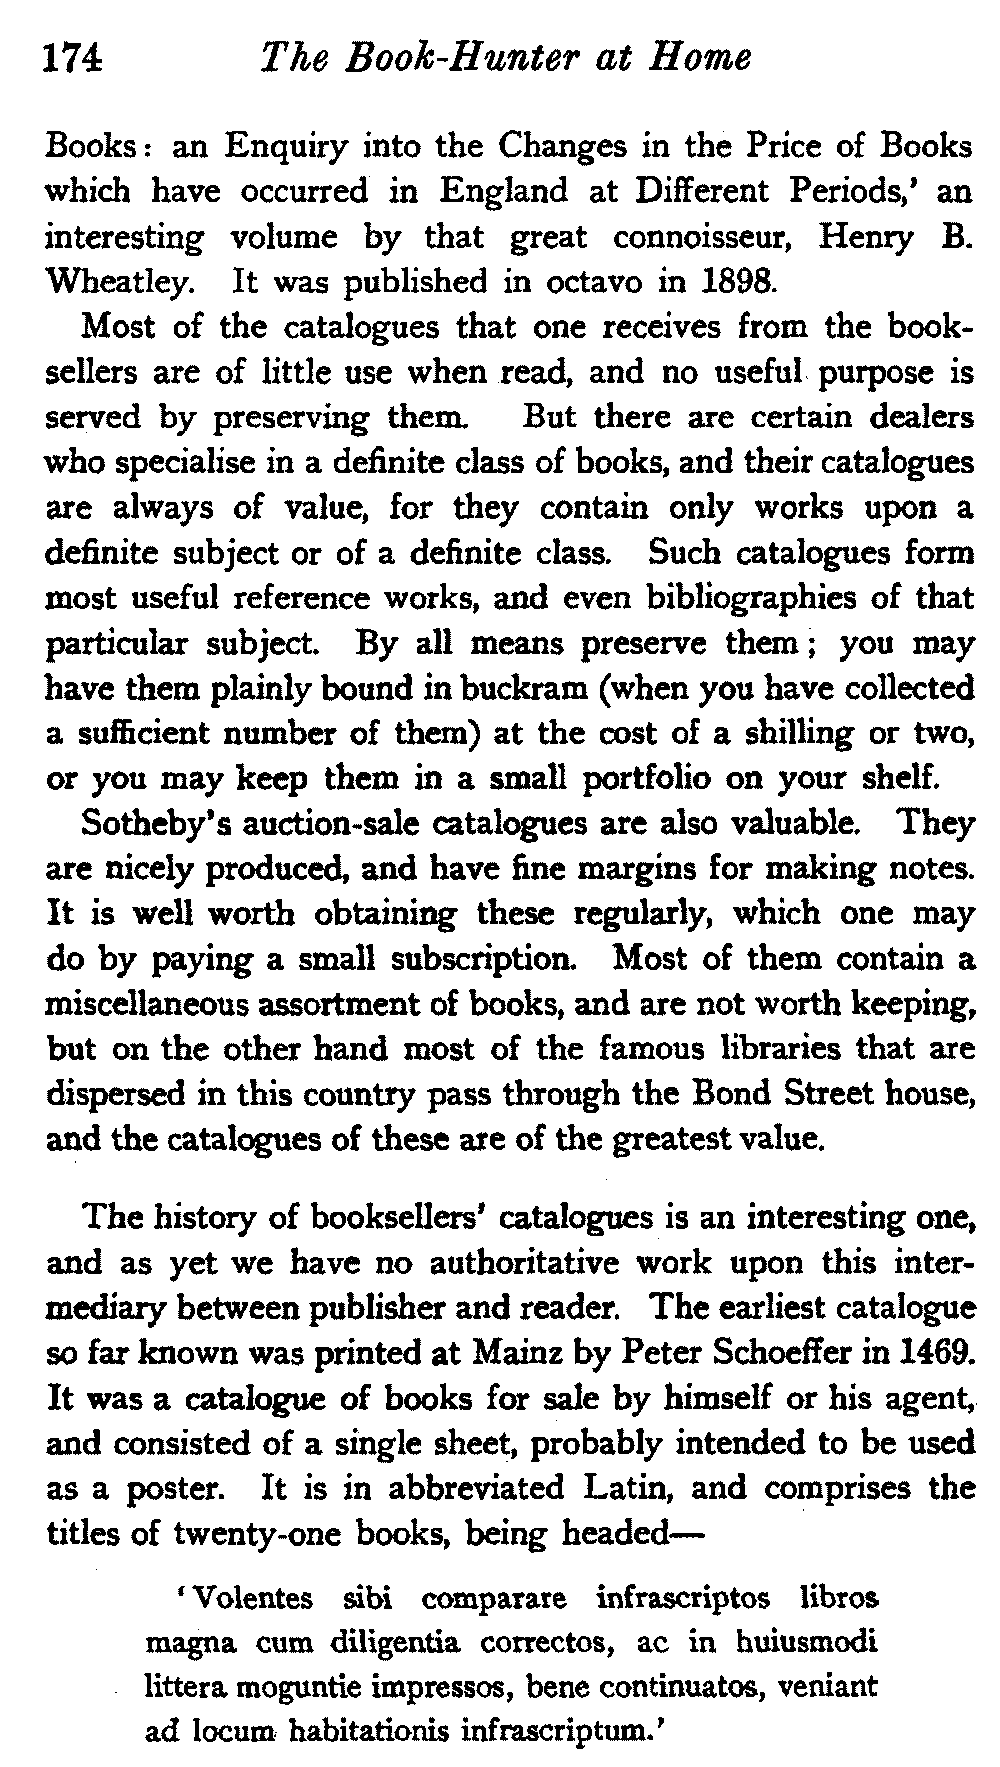 174 The Book-Hunter at Home
Books: an Enquiry into the Changes in the Price of Books
which have occurred in England at Different Periods,' an
interesting volume by that great connoisseur, Henry B.
Wheatley. It was published in octavo in 1898.
Most of the catalogues that one receives from the book-
sellers are of little use when read, and no useful purpose is
served by preserving them. But there are certain dealers
who specialise in a definite class of books, and their catalogues
are always of value, for they contain only works upon a
definite subject or of a definite class. Such catalogues form
most useful reference works, and even bibliographies of that
particular subject. By all means preserve them; you may
have them plainly bound in buckram (when you have collected
a sufficient number of them) at the cost of a shilling or two,
or you may keep them in a small portfolio on your shelf.
Sotheby's auction-sale catalogues are also valuable. They
are nicely produced, and have fine margins for making notes.
It is well worth obtaining these regularly, which one may
do by paying a small subscription. Most of them contain a
miscellaneous assortment of books, and are not worth keeping,
but on the other hand most of the famous libraries that are
dispersed in this country pass through the Bond Street house,
and the catalogues of these are of the greatest value.
The history of booksellers' catalogues is an interesting one,
and as yet we have no authoritative work upon this inter-
mediary between publisher and reader. The earliest catalogue
so far known was printed at Mainz by Peter Schoeffer in 1469.
It was a catalogue of books for sale by himself or his agent,
and consisted of a single sheet, probably intended to be used
as a poster. It is in abbreviated Latin, and comprises the
titles of twenty-one books, being headed—
'Volentes sibi comparare infrascriptos libros
magna cum diligentia correctos, ac in huiusmodi
littera moguntie impressos, bene continuatos, veniant
ad locum habitationis infrascriptum.'